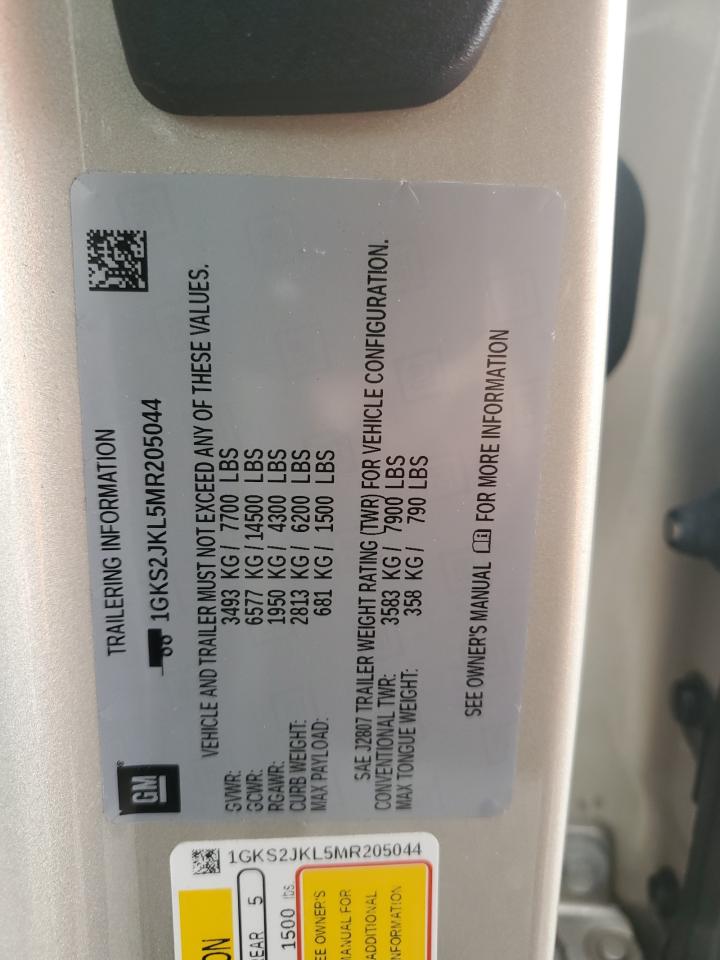 GM
TRAILERING INFORMATION
1GKS2JKL5MR205044
VEHICLE AND TRAILER MUST NOT EXCEED ANY OF THESE VALUES.
GVWR: 3493 KG / 7700 LBS
GCWR: 6577 KG / 14500 LBS
RGAWR: 1950 KG / 4300 LBS
CURB WEIGHT: 2813 KG / 6200 LBS
MAX PAYLOAD: 681 KG / 1500 LBS
SAE J2807 TRAILER WEIGHT RATING (TWR) FOR VEHICLE CONFIGURATION.
CONVENTIONAL TWR: 3583 KG / 7900 LBS
MAX TONGUE WEIGHT: 358 KG / 790 LBS
SEE OWNER'S MANUAL FOR MORE INFORMATION
1GKS2JKL5MR205044
ON
EAR 5
1500 lbs.
EE OWNER'S
MANUAL FOR
ADDITIONAL
NFORMATION